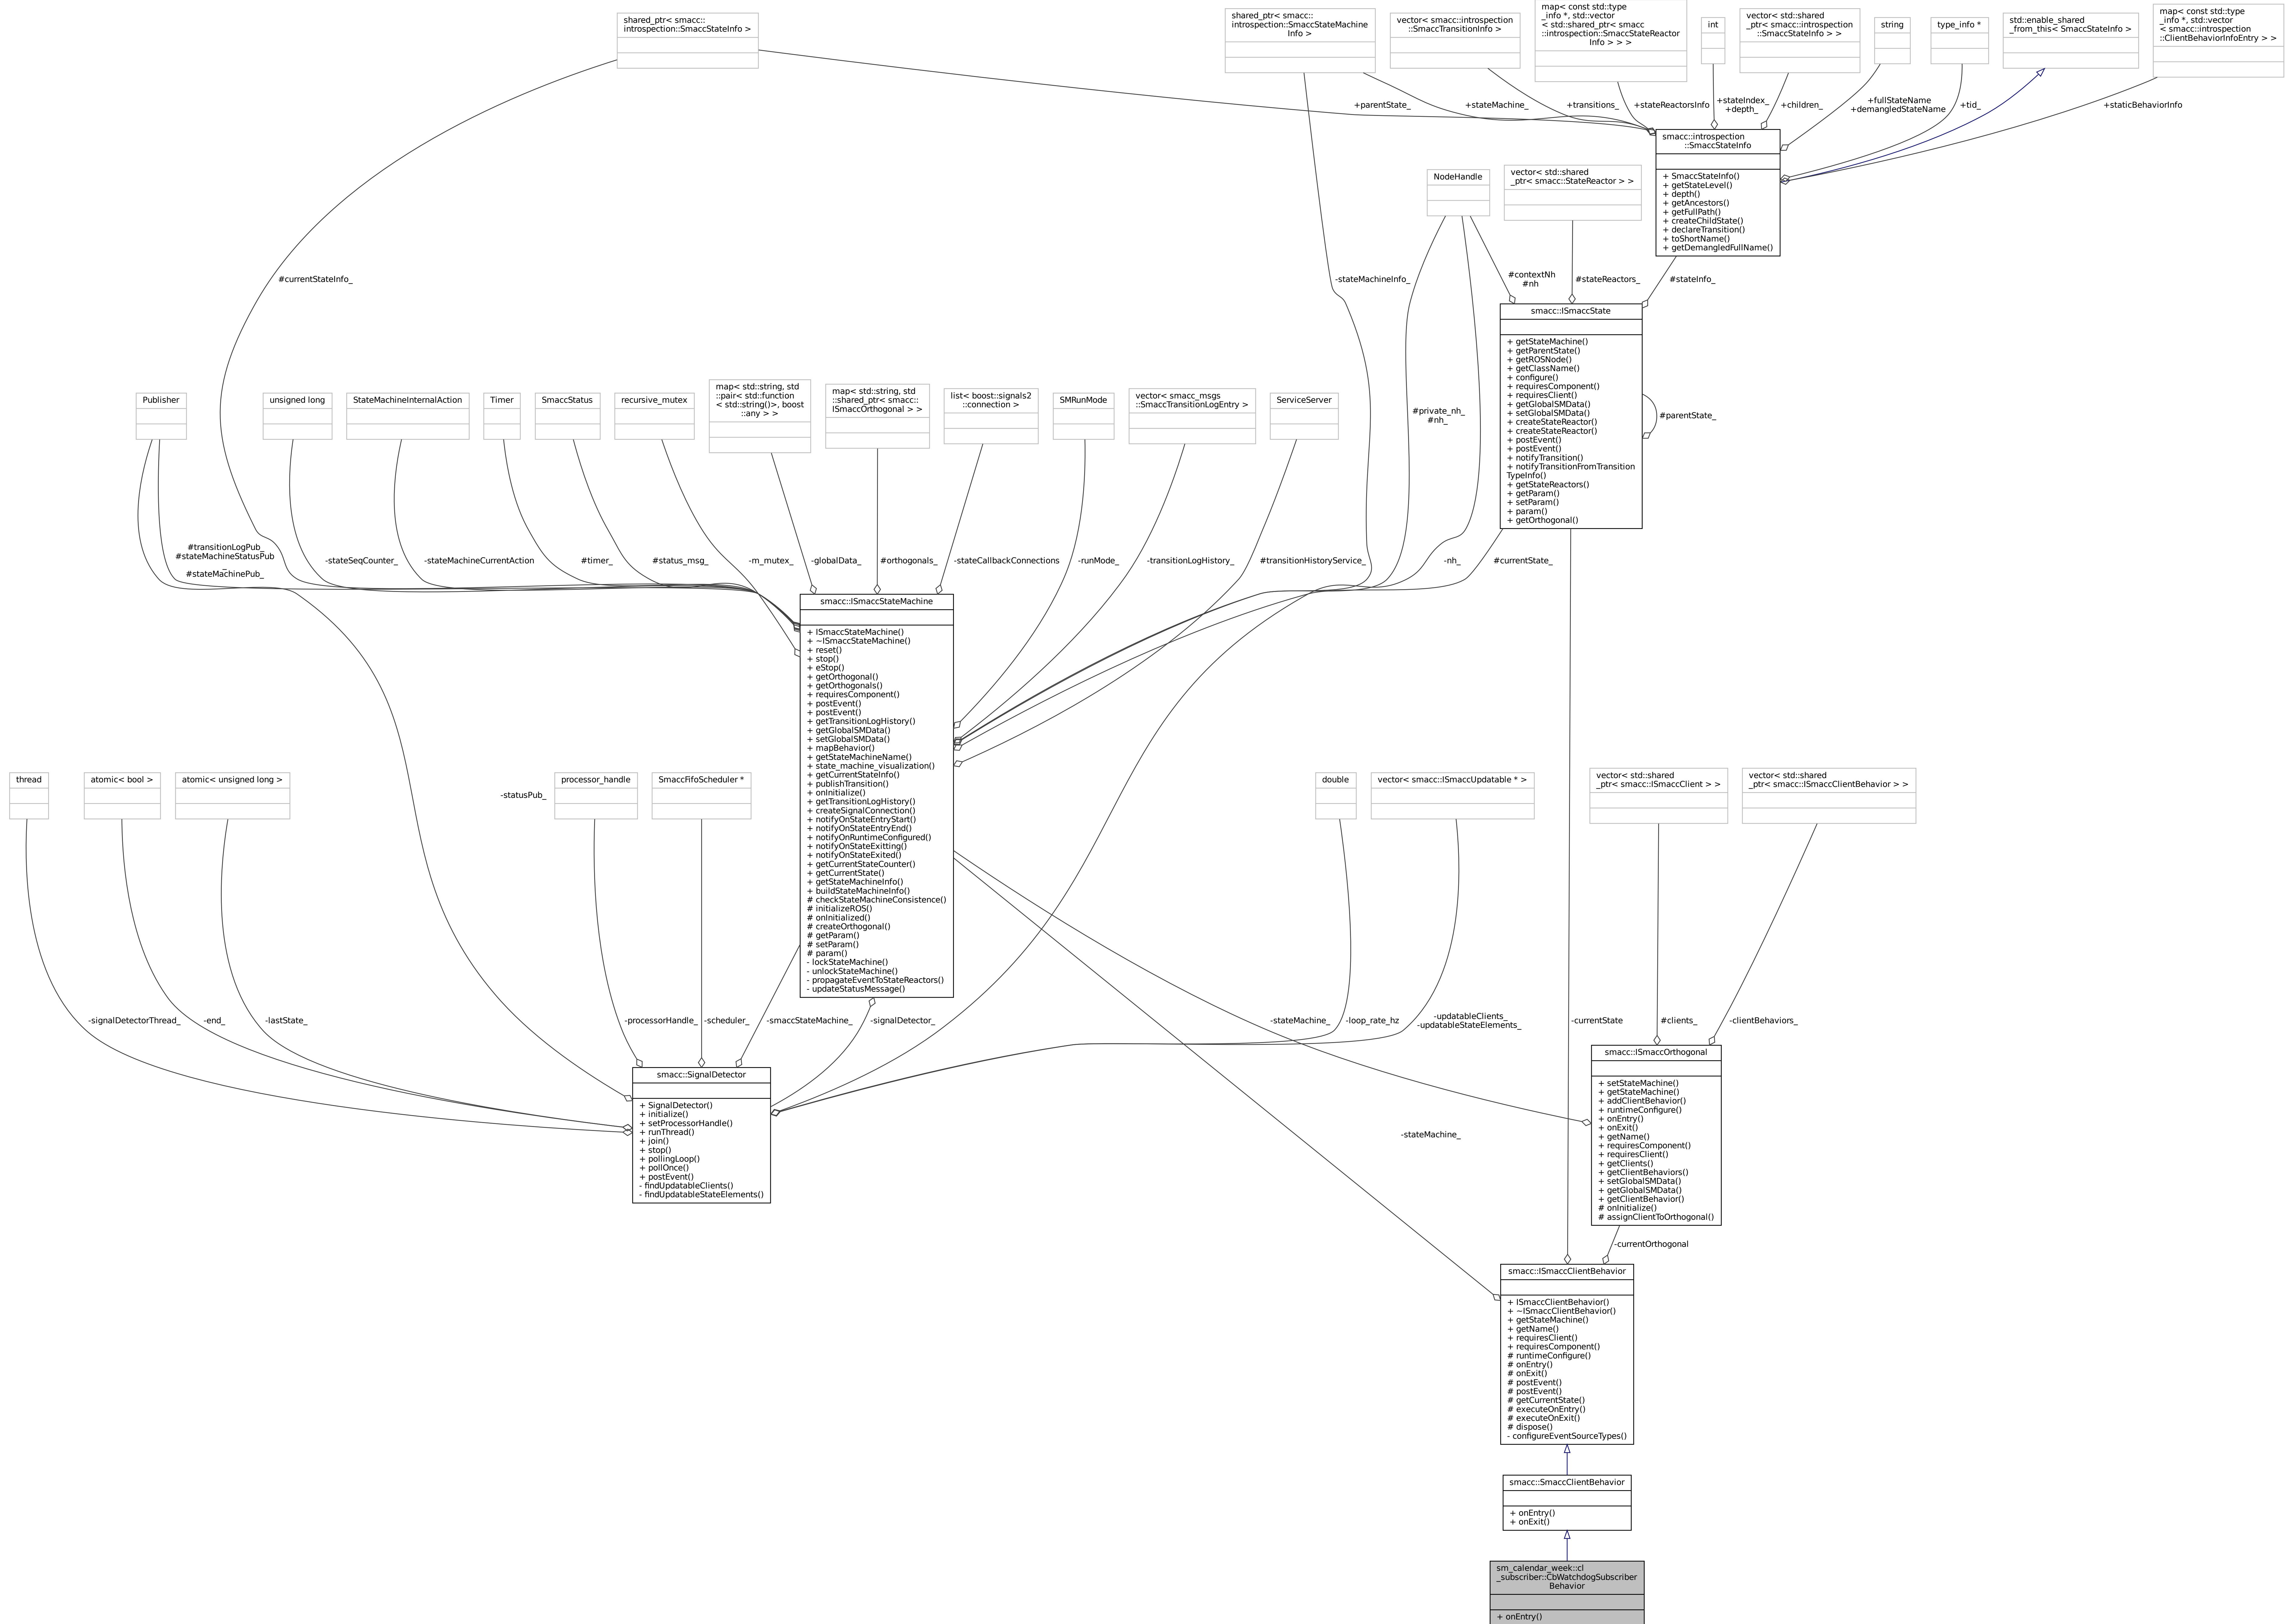 shared_ptr< smacc::
introspection::SmaccStateInfo >
shared_ptr< smacc::
introspection::SmaccStateMachine
Info >
vector< smacc::introspection
::SmaccTransitionInfo >
map< const std::type
_info *, std::vector
< std::shared_ptr< smacc
::introspection::SmaccStateReactor
Info > > >
int
vector< std::shared
_ptr< smacc::introspection
::SmaccStateInfo > >
string
type_info *
std::enable_shared
_from_this< SmaccStateInfo >
map< const std::type
_info *, std::vector
< smacc::introspection
::ClientBehaviorInfoEntry > >
+parentState_
+stateMachine_
+transitions_
+stateReactorsInfo
+stateIndex_
+depth_
+children_
+fullStateName
+demangledStateName
+tid_
+staticBehaviorInfo
smacc::introspection
::SmaccStateInfo
+ SmaccStateInfo()
+ getStateLevel()
+ depth()
+ getAncestors()
+ getFullPath()
+ createChildState()
+ declareTransition()
+ toShortName()
+ getDemangledFullName()
NodeHandle
vector< std::shared
_ptr< smacc::StateReactor > >
#currentStateInfo_
-stateMachineInfo_
#contextNh
#nh
#stateReactors_
#stateInfo_
smacc::ISmaccState
+ getStateMachine()
+ getParentState()
+ getROSNode()
+ getClassName()
+ configure()
+ requiresComponent()
+ requiresClient()
+ getGlobalSMData()
+ setGlobalSMData()
+ createStateReactor()
+ createStateReactor()
+ postEvent()
+ postEvent()
+ notifyTransition()
+ notifyTransitionFromTransition
TypeInfo()
+ getStateReactors()
+ getParam()
+ setParam()
+ param()
+ getOrthogonal()
#parentState_
Publisher
unsigned long
StateMachineInternalAction
Timer
SmaccStatus
recursive_mutex
map< std::string, std
::pair< std::function
< std::string()>, boost
::any > >
map< std::string, std
::shared_ptr< smacc::
ISmaccOrthogonal > >
list< boost::signals2
::connection >
SMRunMode
vector< smacc_msgs
::SmaccTransitionLogEntry >
ServiceServer
#private_nh_
#nh_
#transitionLogPub_
#stateMachineStatusPub
_
#stateMachinePub_
-stateSeqCounter_
-stateMachineCurrentAction
#timer_
#status_msg_
-m_mutex_
-globalData_
#orthogonals_
-stateCallbackConnections
-runMode_
-transitionLogHistory_
#transitionHistoryService_
-nh_
#currentState_
smacc::ISmaccStateMachine
+ ISmaccStateMachine()
+ ~ISmaccStateMachine()
+ reset()
+ stop()
+ eStop()
+ getOrthogonal()
+ getOrthogonals()
+ requiresComponent()
+ postEvent()
+ postEvent()
+ getTransitionLogHistory()
+ getGlobalSMData()
+ setGlobalSMData()
+ mapBehavior()
+ getStateMachineName()
+ state_machine_visualization()
+ getCurrentStateInfo()
+ publishTransition()
+ onInitialize()
+ getTransitionLogHistory()
+ createSignalConnection()
+ notifyOnStateEntryStart()
+ notifyOnStateEntryEnd()
+ notifyOnRuntimeConfigured()
+ notifyOnStateExitting()
+ notifyOnStateExited()
+ getCurrentStateCounter()
+ getCurrentState()
+ getStateMachineInfo()
+ buildStateMachineInfo()
# checkStateMachineConsistence()
# initializeROS()
# onInitialized()
# createOrthogonal()
# getParam()
# setParam()
# param()
- lockStateMachine()
- unlockStateMachine()
- propagateEventToStateReactors()
- updateStatusMessage()
thread
atomic< bool >
atomic< unsigned long >
-statusPub_
processor_handle
SmaccFifoScheduler *
double
vector< smacc::ISmaccUpdatable * >
vector< std::shared
_ptr< smacc::ISmaccClient > >
vector< std::shared
_ptr< smacc::ISmaccClientBehavior > >
-signalDetectorThread_
-end_
-lastState_
-processorHandle_
-scheduler_
-smaccStateMachine_
-signalDetector_
-stateMachine_
-loop_rate_hz
-updatableClients_
-updatableStateElements_
-currentState
#clients_
-clientBehaviors_
smacc::SignalDetector
+ SignalDetector()
+ initialize()
+ setProcessorHandle()
+ runThread()
+ join()
+ stop()
+ pollingLoop()
+ pollOnce()
+ postEvent()
- findUpdatableClients()
- findUpdatableStateElements()
smacc::ISmaccOrthogonal
+ setStateMachine()
+ getStateMachine()
+ addClientBehavior()
+ runtimeConfigure()
+ onEntry()
+ onExit()
+ getName()
+ requiresComponent()
+ requiresClient()
+ getClients()
+ getClientBehaviors()
+ setGlobalSMData()
+ getGlobalSMData()
+ getClientBehavior()
# onInitialize()
# assignClientToOrthogonal()
-stateMachine_
-currentOrthogonal
smacc::ISmaccClientBehavior
+ ISmaccClientBehavior()
+ ~ISmaccClientBehavior()
+ getStateMachine()
+ getName()
+ requiresClient()
+ requiresComponent()
# runtimeConfigure()
# onEntry()
# onExit()
# postEvent()
# postEvent()
# getCurrentState()
# executeOnEntry()
# executeOnExit()
# dispose()
- configureEventSourceTypes()
smacc::SmaccClientBehavior
+ onEntry()
+ onExit()
sm_calendar_week::cl
_subscriber::CbWatchdogSubscriber
Behavior
+ onEntry()